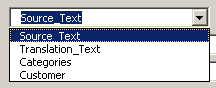 Source_Text
Source_Text
Translation_Text
Categories
Customer